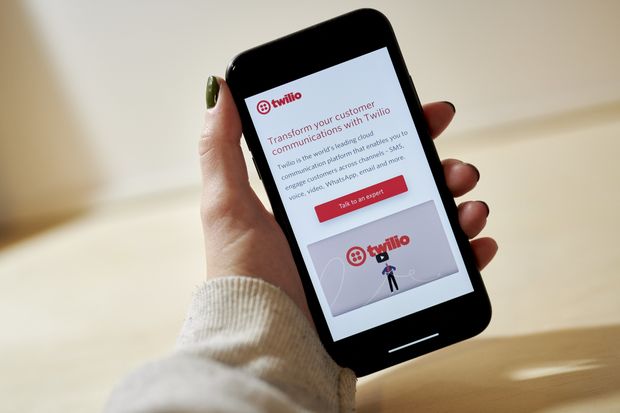 twilio
Transform your customer
communications with Twilio
Twilio is the world's leading cloud
communication platform that enables you to
engage customers across channels - SMS,
voice, video, WhatsApp, email and more.
Talk to an expert
twilio